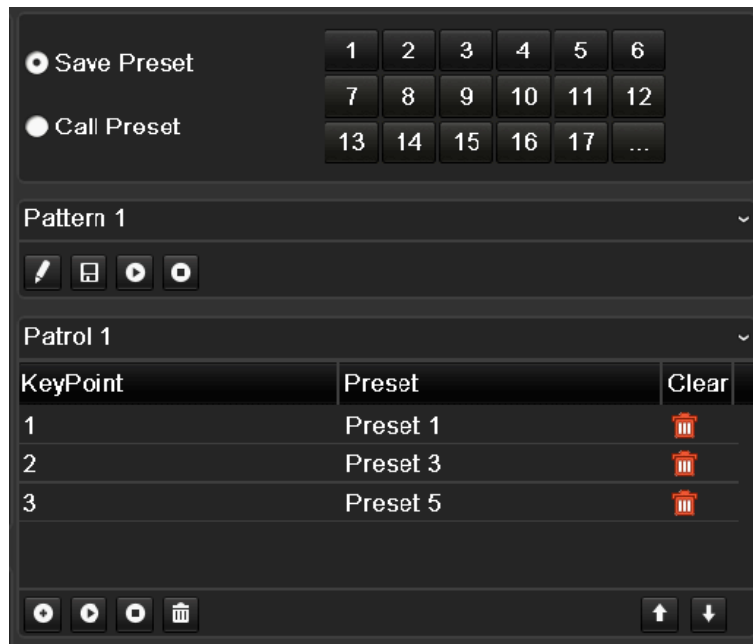 Save Preset
Call Preset
1 2 3 4 5 6
7 8 9 10 11 12
13 14 15 16 17 ...
Pattern 1
Patrol 1
KeyPoint Preset Clear
1 Preset 1
2 Preset 3
3 Preset 5